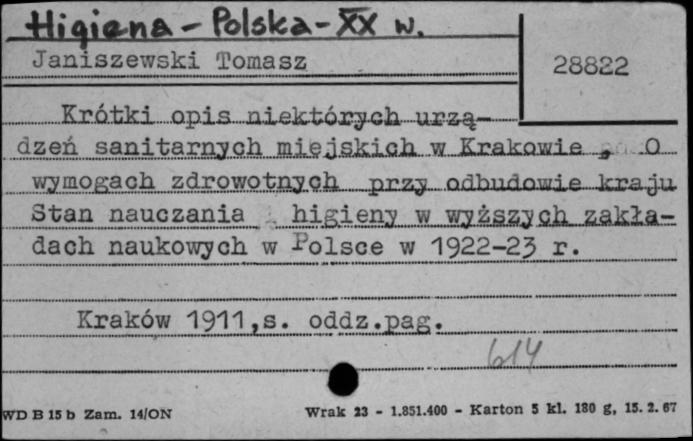 Higiena - Polska - XX w.
Janiszewski Tomasz
28822
Krótki opis niektórych urzą-
dzeń sanitarnych miejskich w Krakowie , O
wymogach zdrowotnych przy odbudowie kraju
Stan nauczania higieny w wyższych zakła-
dach naukowych w Polsce w 1922-23 r.
Kraków 1911,s. oddz.pag.
614
WD B 15 b Zam. 14/ON
Wrak 23 - 1.851.400 - Karton 5 kl. 180 g, 15. 2. 67